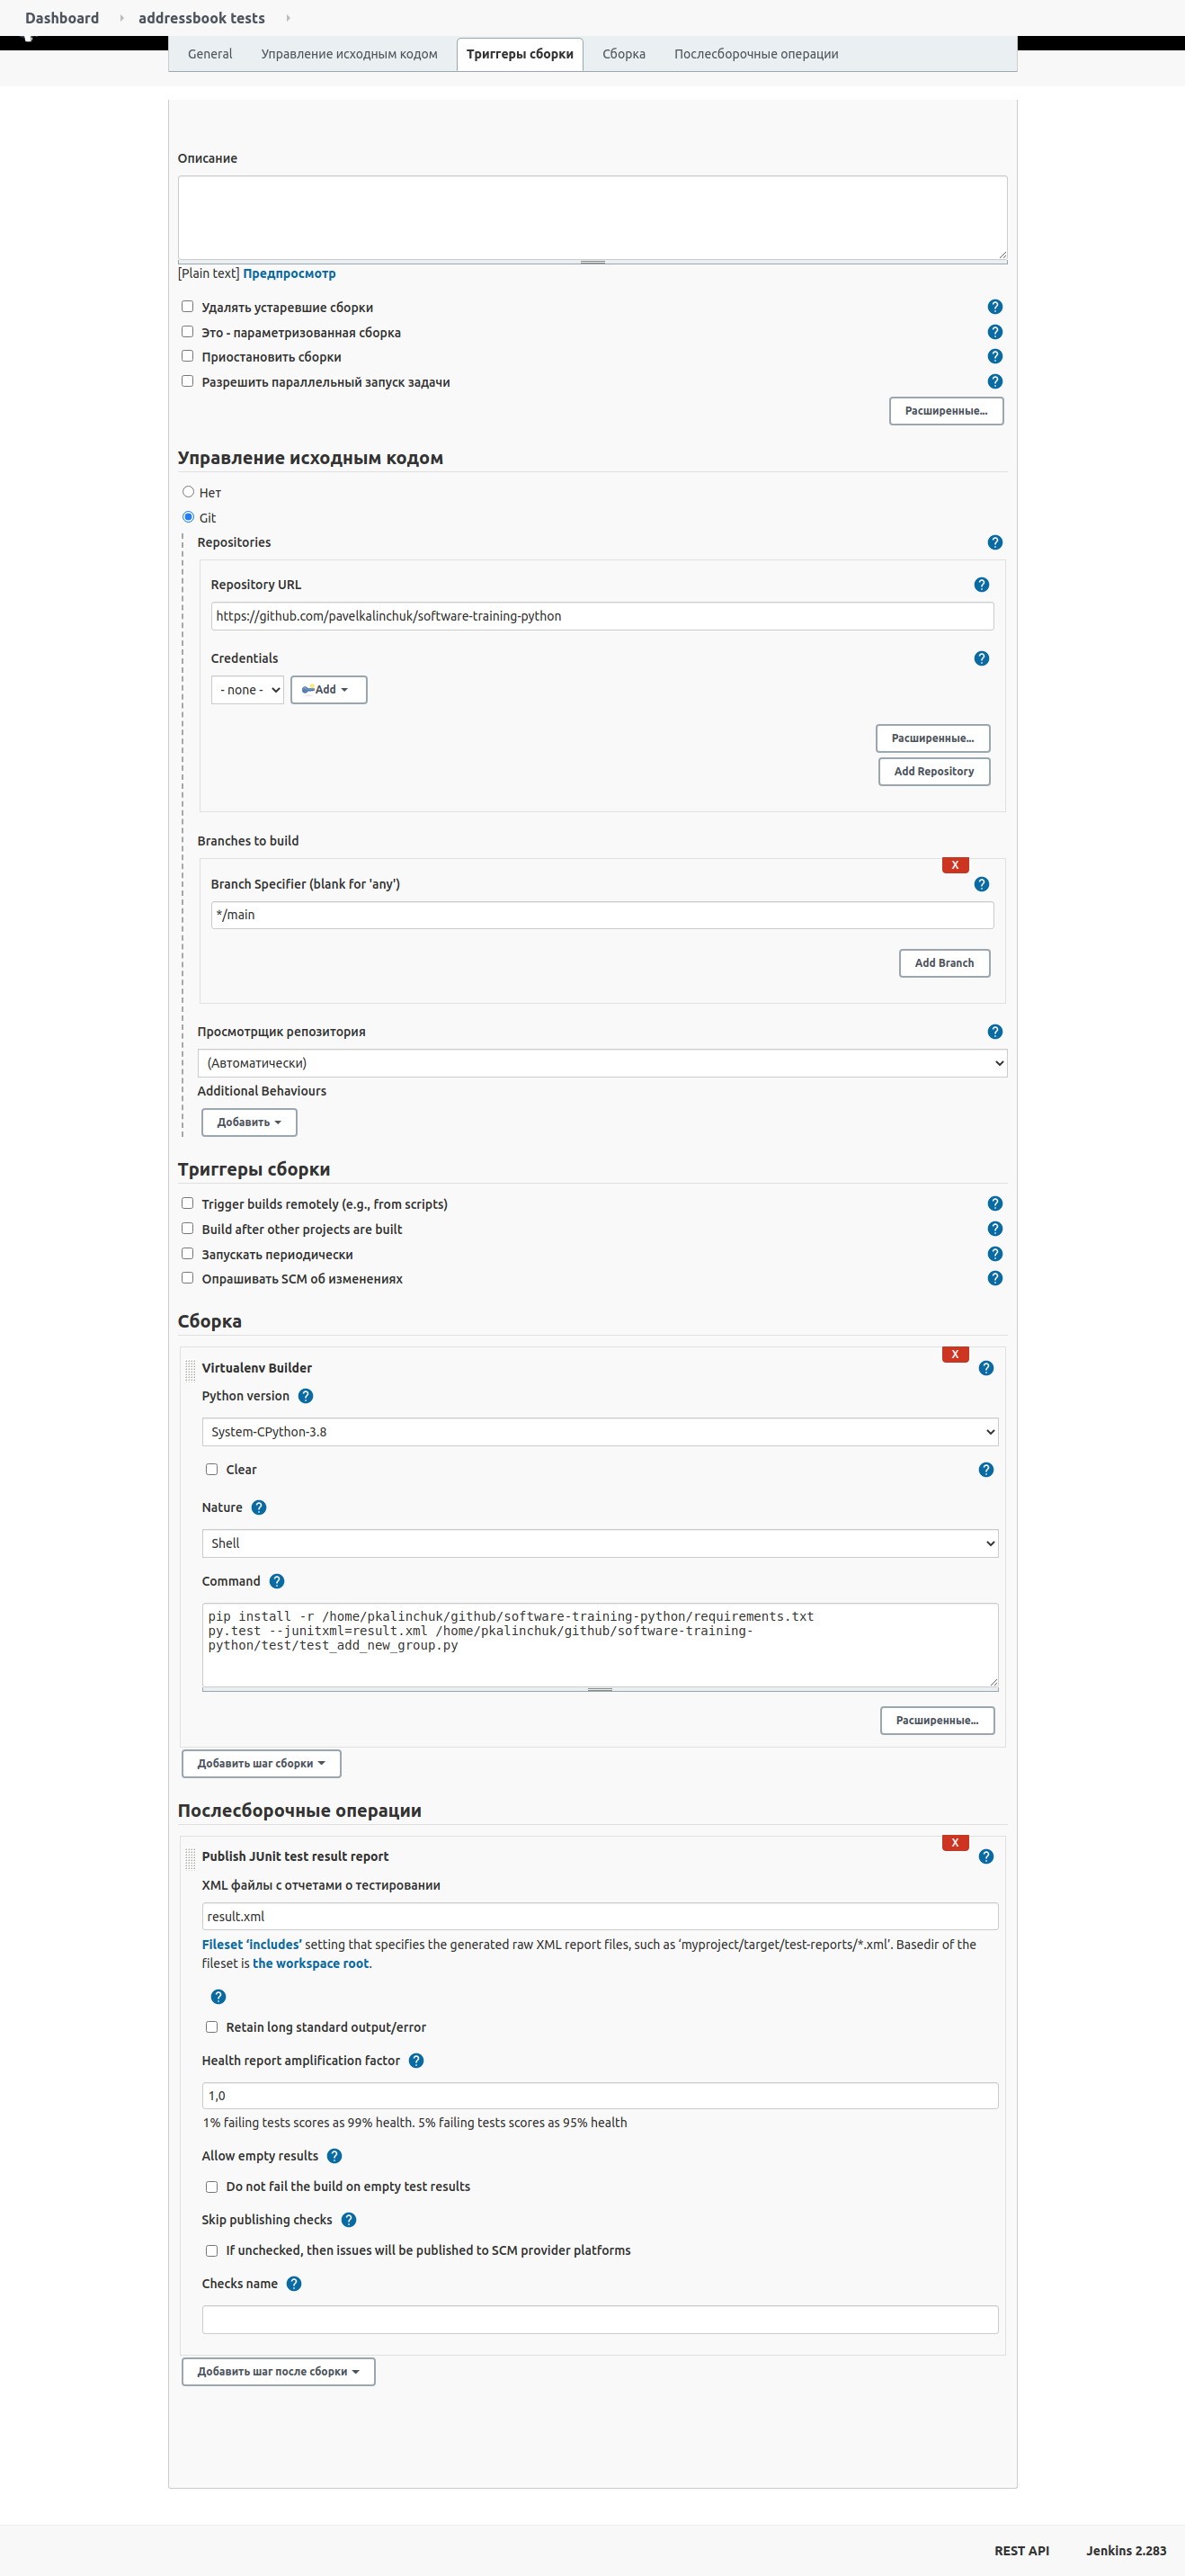 Dashboard
addressbook tests
General
Управление исходным кодом
Триггеры сборки
Сборка
Послесборочные операции
Описание
[Plain text] Предпросмотр
Удалять устаревшие сборки
Это - параметризованная сборка
Приостановить сборки
Разрешить параллельный запуск задачи
Расширенные...
Управление исходным кодом
Нет
Git
Repositories
Repository URL
https://github.com/pavelkalinchuk/software-training-python
Credentials
- none -
Add
Расширенные...
Add Repository
Branches to build
X
Branch Specifier (blank for 'any')
*/main
Add Branch
Просмотрщик репозитория
(Автоматически)
Additional Behaviours
Добавить
Триггеры сборки
Trigger builds remotely (e.g., from scripts)
Build after other projects are built
Запускать периодически
Опрашивать SCM об изменениях
Сборка
X
Virtualenv Builder
Python version
System-CPython-3.8
Clear
Nature
Shell
Command
pip install -r /home/pkalinchuk/github/software-training-python/requirements.txt
py.test --junitxml=result.xml /home/pkalinchuk/github/software-training-
python/test/test_add_new_group.py
Расширенные...
Добавить шаг сборки
Послесборочные операции
X
Publish JUnit test result report
XML файлы с отчетами о тестировании
result.xml
Fileset ‘includes’ setting that specifies the generated raw XML report files, such as ‘myproject/target/test-reports/*.xml’. Basedir of the
fileset is the workspace root.
Retain long standard output/error
Health report amplification factor
1,0
1% failing tests scores as 99% health. 5% failing tests scores as 95% health
Allow empty results
Do not fail the build on empty test results
Skip publishing checks
If unchecked, then issues will be published to SCM provider platforms
Checks name
Добавить шаг после сборки
REST API
Jenkins 2.283